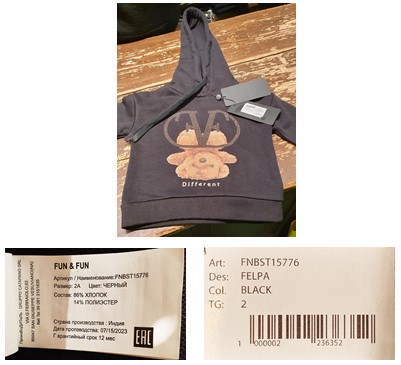 Different
FUN & FUN
Артикул / Наименование:FNBST15776
Размер: 2A Цвет: ЧЕРНЫЙ
Состав: 86% ХЛОПОК
14% ПОЛИЭСТЕР
Страна производства : Индия
Дата производства: 07/15/2023
Гарантийный срок 12 мес
EAC
Art: FNBST15776
Des: FELPA
Col. BLACK
TG: 2
1 000002 236352